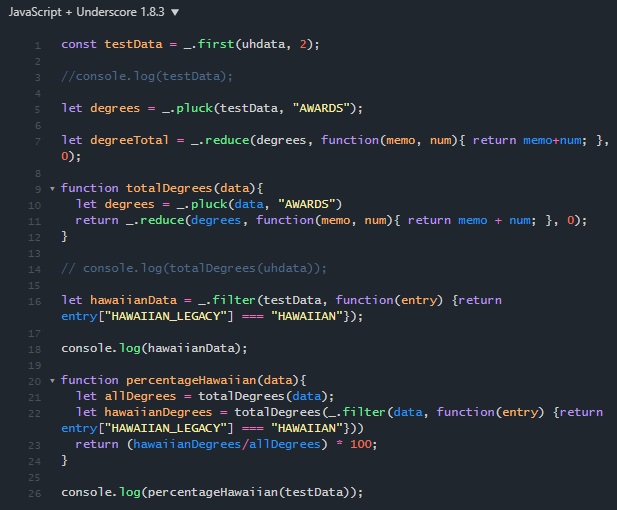 JavaScript + Underscore 1.8.3 ▼
1 const testData = _.first(uhdata, 2);
2
3 //console.log(testData);
4
5 let degrees = _.pluck(testData, "AWARDS");
6
7 let degreeTotal = _.reduce(degrees, function(memo, num){ return memo+num; },
0);
8
9 ▾ function totalDegrees(data){
10 let degrees = _.pluck(data, "AWARDS")
11 return _.reduce(degrees, function(memo, num){ return memo + num; }, 0);
12 }
13
14 // console.log(totalDegrees(uhdata));
15
16 let hawaiianData = _.filter(testData, function(entry) {return
entry["HAWAIIAN_LEGACY"] === "HAWAIIAN"});
17
18 console.log(hawaiianData);
19
20 ▾ function percentageHawaiian(data){
21 let allDegrees = totalDegrees(data);
22 let hawaiianDegrees = totalDegrees(_.filter(data, function(entry) {return
entry["HAWAIIAN_LEGACY"] === "HAWAIIAN"}))
23 return (hawaiianDegrees/allDegrees) * 100;
24 }
25
26 console.log(percentageHawaiian(testData));